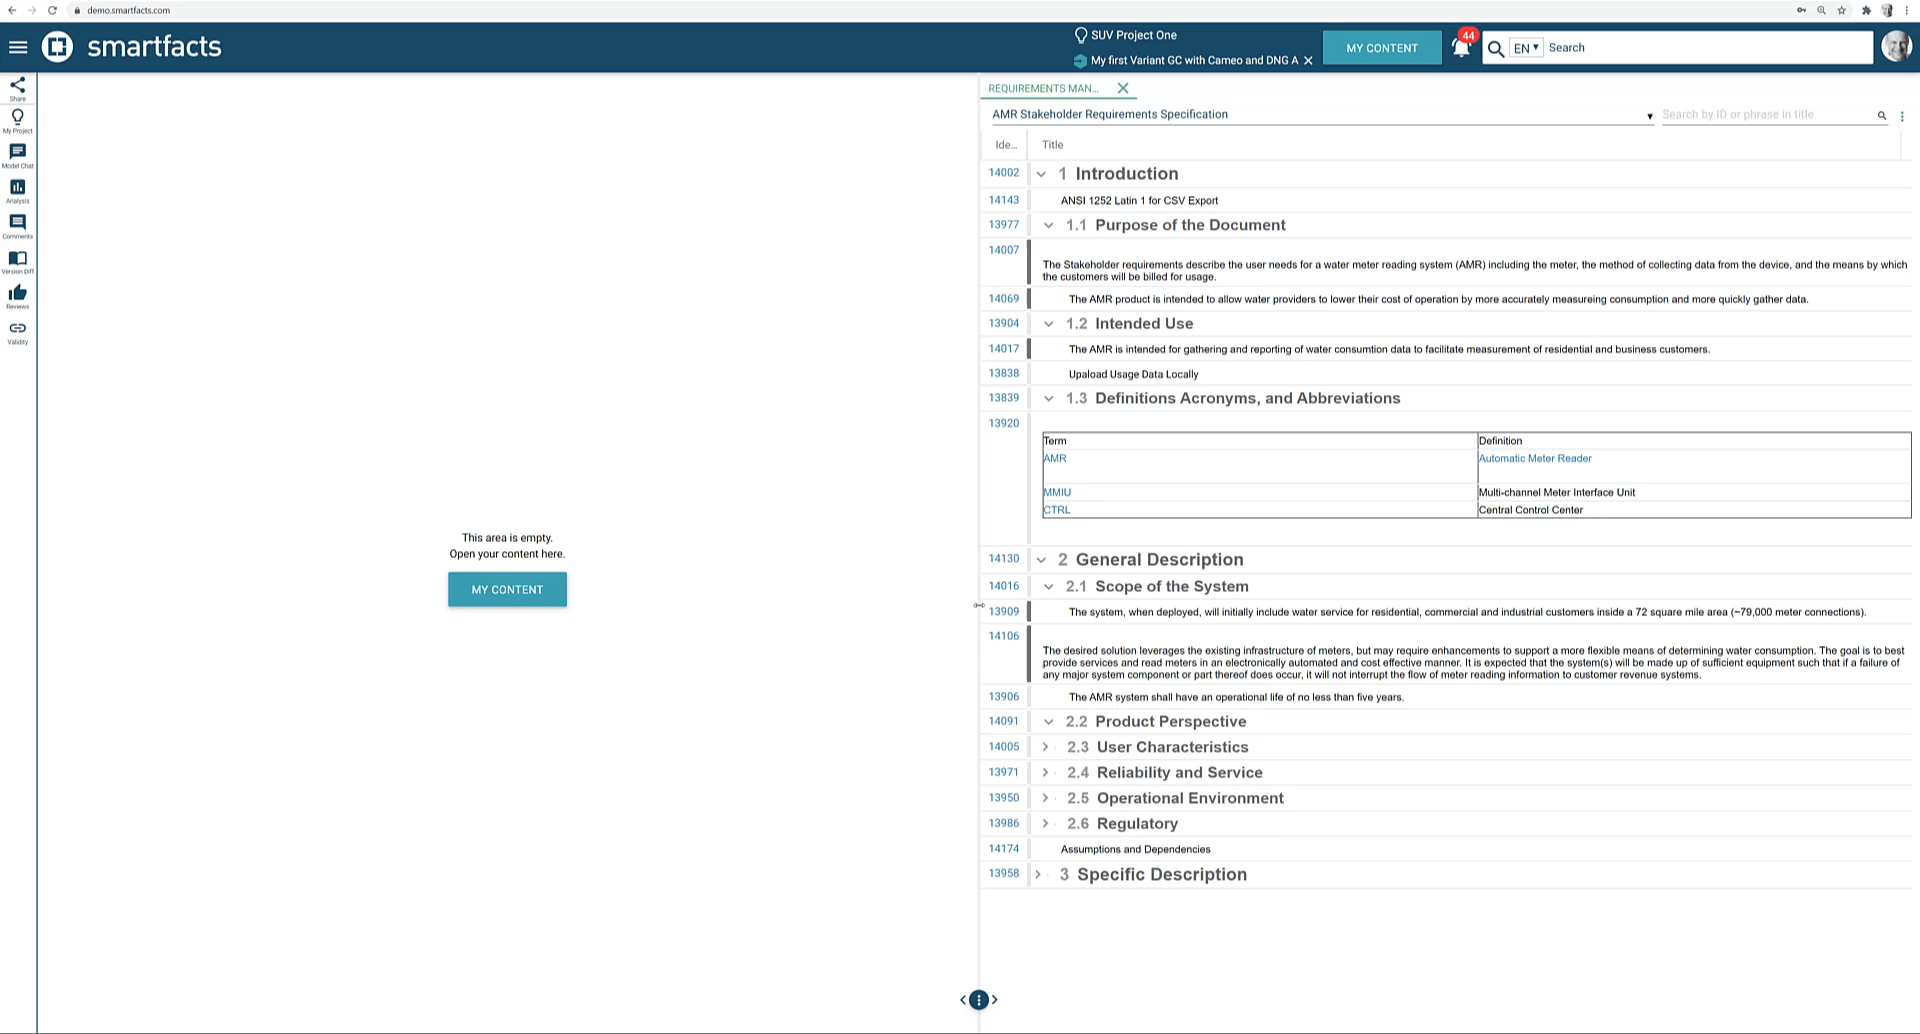 demo.smartfacts.com
smartfacts
SUV Project One
My first Variant GC with Cameo and DNG A
MY CONTENT
44
EN
Search
Share
My Project
Model Chat
Analysis
Comments
Version Diff
Reviews
Validity
This area is empty.
Open your content here.
MY CONTENT
REQUIREMENTS MAN...
AMR Stakeholder Requirements Specification
Search by ID or phrase in title
Ide... Title
14002 1 Introduction
14143 ANSI 1252 Latin 1 for CSV Export
13977 1.1 Purpose of the Document
14007
The Stakeholder requirements describe the user needs for a water meter reading system (AMR) including the meter, the method of collecting data from the device, and the means by which
the customers will be billed for usage.
14069 The AMR product is intended to allow water providers to lower their cost of operation by more accurately measureing consumption and more quickly gather data.
13904 1.2 Intended Use
14017 The AMR is intended for gathering and reporting of water consumtion data to facilitate measurement of residential and business customers.
13838 Upaload Usage Data Locally
13839 1.3 Definitions Acronyms, and Abbreviations
13920
Term Definition
AMR Automatic Meter Reader
MMIU Multi-channel Meter Interface Unit
CTRL Central Control Center
14130 2 General Description
14016 2.1 Scope of the System
13909 The system, when deployed, will initially include water service for residential, commercial and industrial customers inside a 72 square mile area (~79,000 meter connections).
14106
The desired solution leverages the existing infrastructure of meters, but may require enhancements to support a more flexible means of determining water consumption. The goal is to best
provide services and read meters in an electronically automated and cost effective manner. It is expected that the system(s) will be made up of sufficient equipment such that if a failure of
any major system component or part thereof does occur, it will not interrupt the flow of meter reading information to customer revenue systems.
13906 The AMR system shall have an operational life of no less than five years.
14091 2.2 Product Perspective
14005 2.3 User Characteristics
13971 2.4 Reliability and Service
13950 2.5 Operational Environment
13986 2.6 Regulatory
14174 Assumptions and Dependencies
13958 3 Specific Description